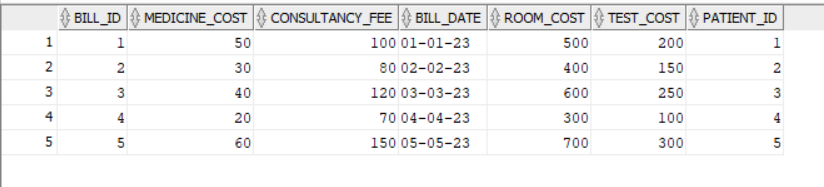 BILL_ID MEDICINE_COST CONSULTANCY_FEE BILL_DATE ROOM_COST TEST_COST PATIENT_ID
1 1 50 100 01-01-23 500 200 1
2 2 30 80 02-02-23 400 150 2
3 3 40 120 03-03-23 600 250 3
4 4 20 70 04-04-23 300 100 4
5 5 60 150 05-05-23 700 300 5